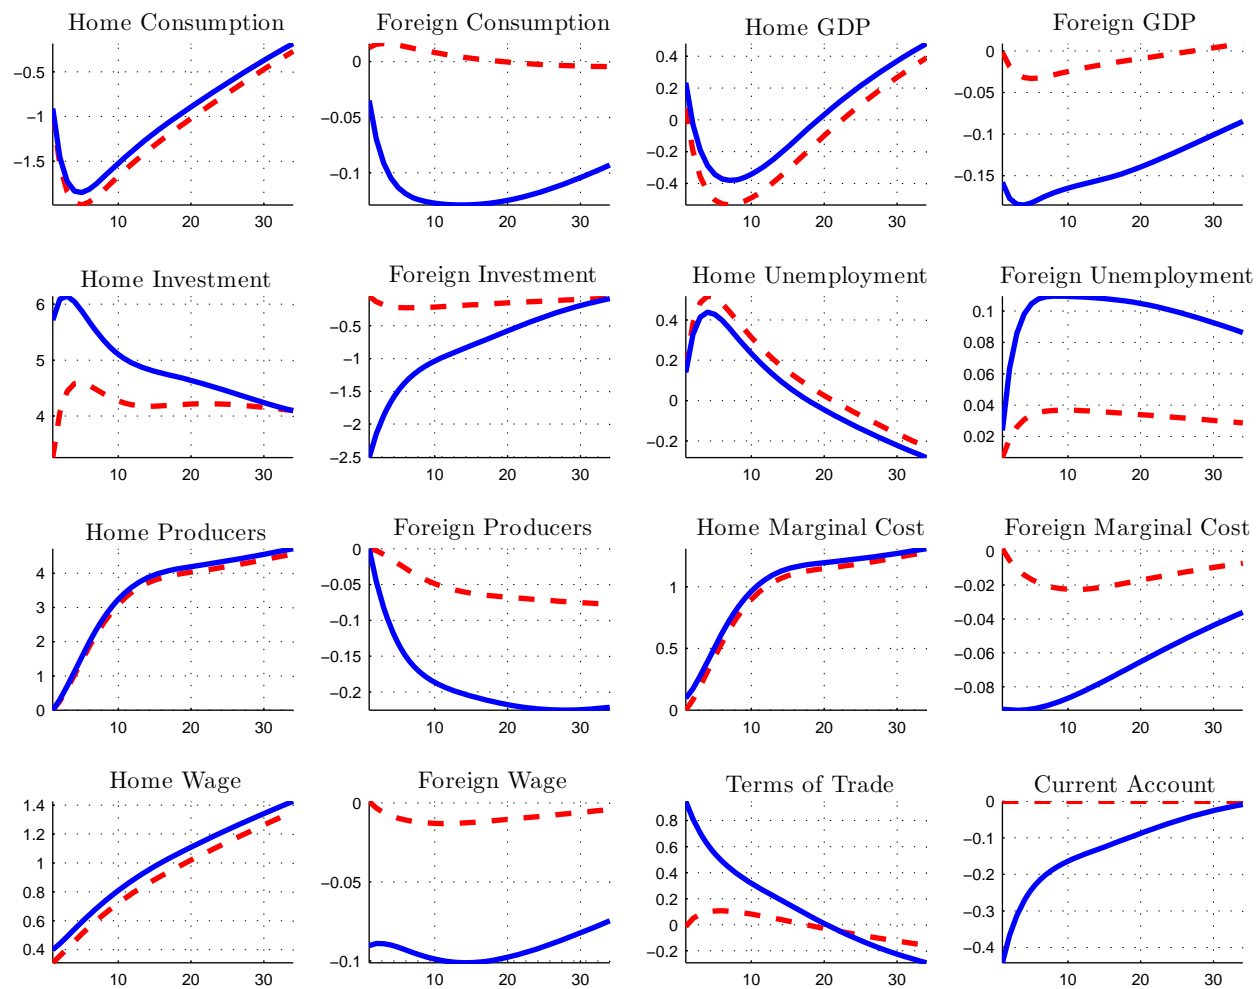 Home Consumption
−0.5
−1
−1.5
10 20 30
Foreign Consumption
0
−0.05
−0.1
10 20 30
Home GDP
0.4
0.2
0
−0.2
−0.4
10 20 30
Foreign GDP
0
−0.05
−0.1
−0.15
10 20 30
Home Investment
6
5
4
10 20 30
Foreign Investment
−0.5
−1
−1.5
−2
−2.5
10 20 30
Home Unemployment
0.4
0.2
0
−0.2
10 20 30
Foreign Unemployment
0.1
0.08
0.06
0.04
0.02
10 20 30
Home Producers
4
3
2
1
0
10 20 30
Foreign Producers
0
−0.05
−0.1
−0.15
−0.2
10 20 30
Home Marginal Cost
1
0.5
0
10 20 30
Foreign Marginal Cost
0
−0.02
−0.04
−0.06
−0.08
10 20 30
Home Wage
1.4
1.2
1
0.8
0.6
0.4
10 20 30
Foreign Wage
0
−0.05
−0.1
10 20 30
Terms of Trade
0.8
0.6
0.4
0.2
0
−0.2
10 20 30
Current Account
0
−0.1
−0.2
−0.3
−0.4
10 20 30